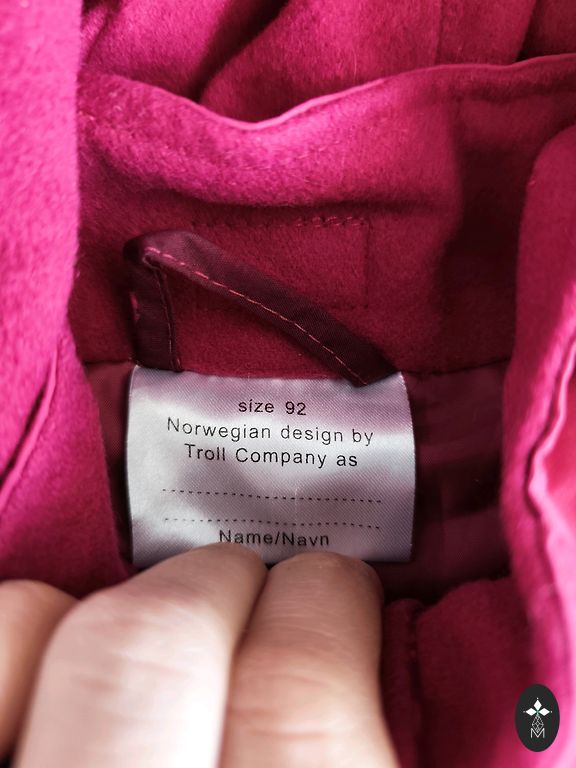 size 92
Norwegian design by
Troll Company as
Name/Navn